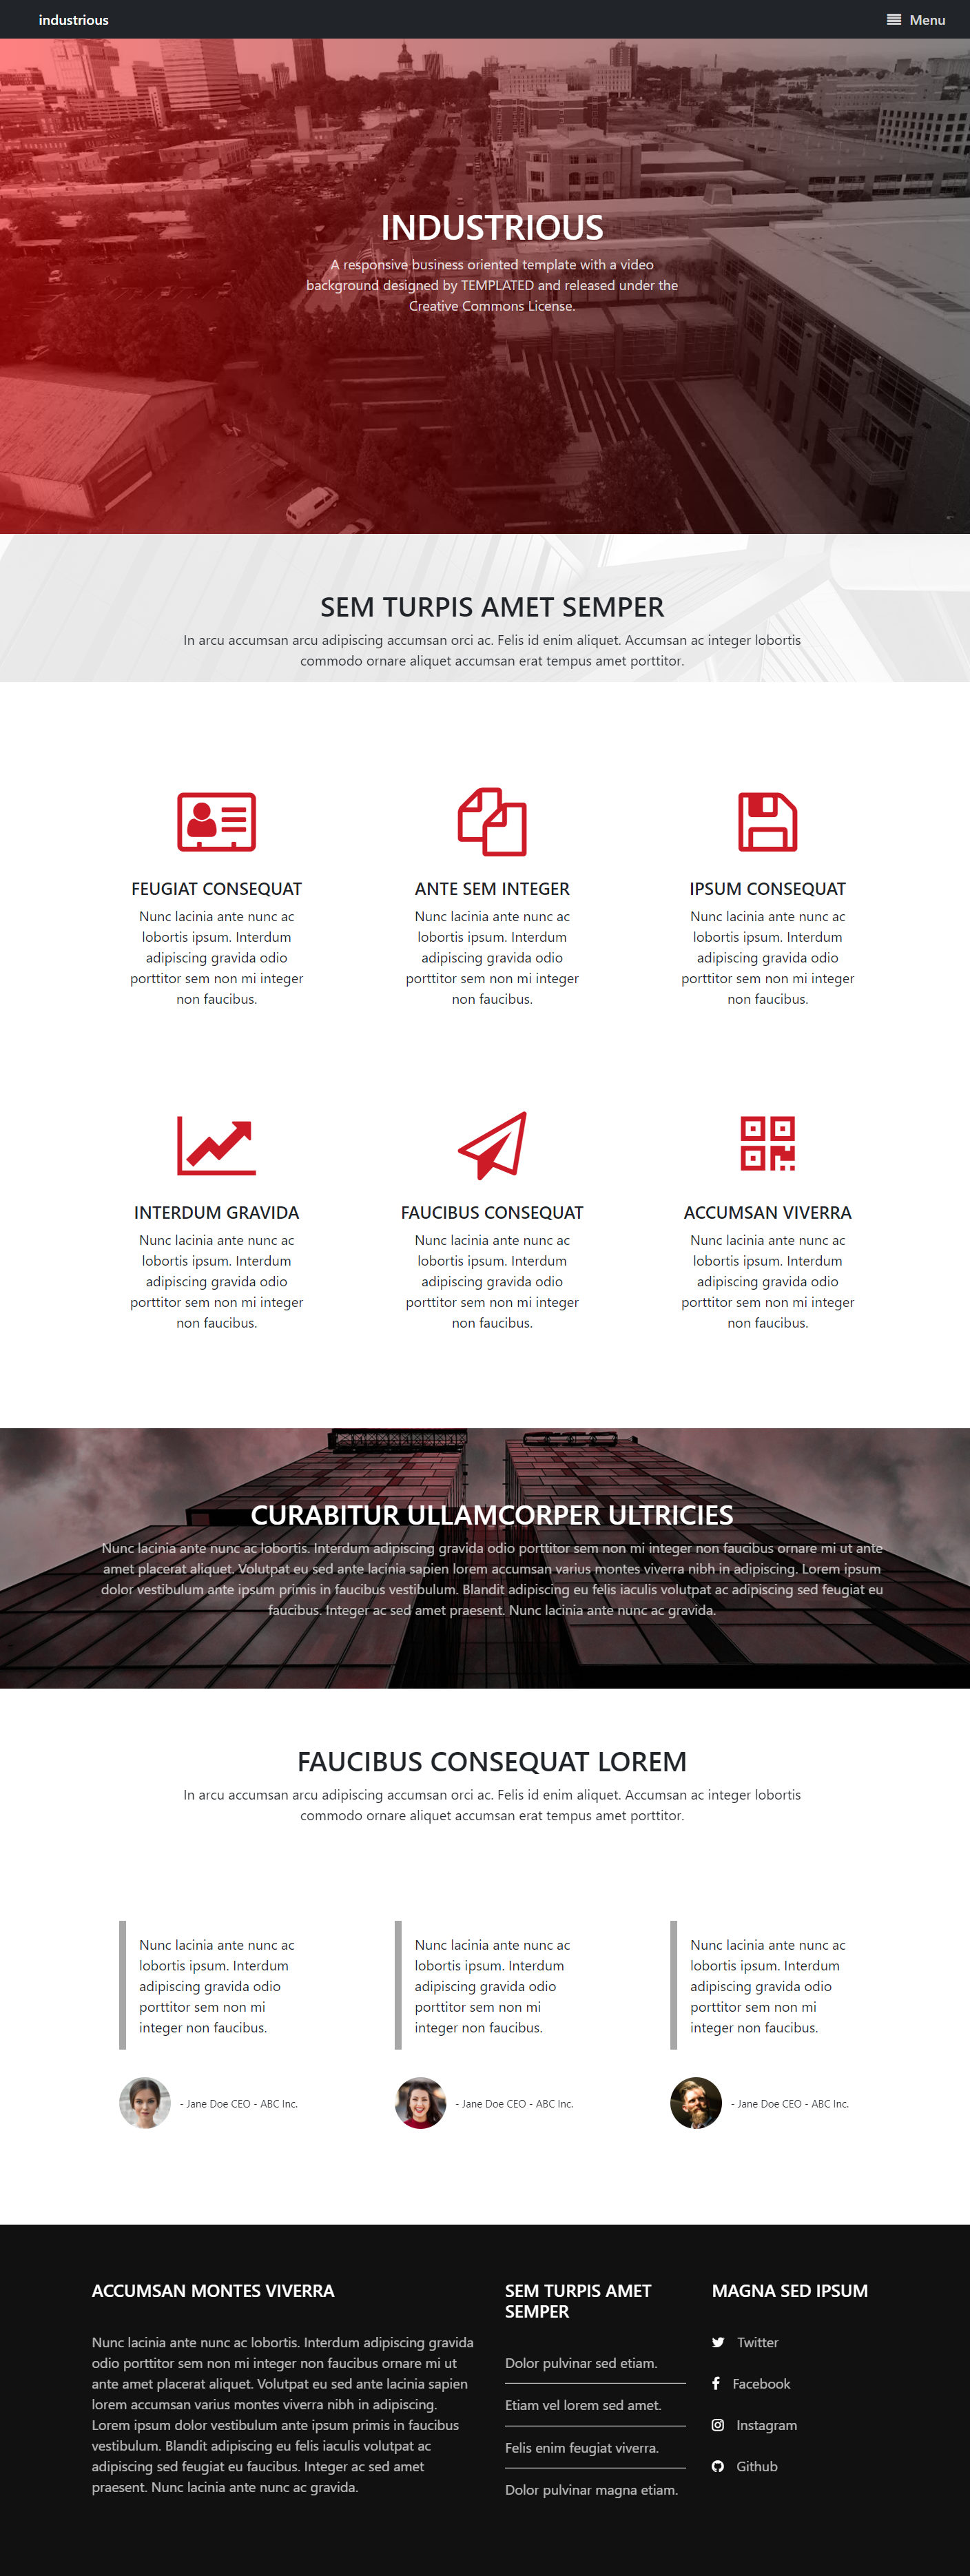 industrious
Menu
INDUSTRIOUS
A responsive business oriented template with a video
background designed by TEMPLATED and released under the
Creative Commons License.
SEM TURPIS AMET SEMPER
In arcu accumsan arcu adipiscing accumsan orci ac. Felis id enim aliquet. Accumsan ac integer lobortis
commodo ornare aliquet accumsan erat tempus amet porttitor.
FEUGIAT CONSEQUAT
Nunc lacinia ante nunc ac
lobortis ipsum. Interdum
adipiscing gravida odio
porttitor sem non mi integer
non faucibus.
ANTE SEM INTEGER
Nunc lacinia ante nunc ac
lobortis ipsum. Interdum
adipiscing gravida odio
porttitor sem non mi integer
non faucibus.
IPSUM CONSEQUAT
Nunc lacinia ante nunc ac
lobortis ipsum. Interdum
adipiscing gravida odio
porttitor sem non mi integer
non faucibus.
INTERDUM GRAVIDA
Nunc lacinia ante nunc ac
lobortis ipsum. Interdum
adipiscing gravida odio
porttitor sem non mi integer
non faucibus.
FAUCIBUS CONSEQUAT
Nunc lacinia ante nunc ac
lobortis ipsum. Interdum
adipiscing gravida odio
porttitor sem non mi integer
non faucibus.
ACCUMSAN VIVERRA
Nunc lacinia ante nunc ac
lobortis ipsum. Interdum
adipiscing gravida odio
porttitor sem non mi integer
non faucibus.
CURABITUR ULLAMCORPER ULTRICIES
Nunc lacinia ante nunc ac lobortis. Interdum adipiscing gravida odio porttitor sem non mi integer non faucibus ornare mi ut ante
amet placerat aliquet. Volutpat eu sed ante lacinia sapien lorem accumsan varius montes viverra nibh in adipiscing. Lorem ipsum
dolor vestibulum ante ipsum primis in faucibus vestibulum. Blandit adipiscing eu felis iaculis volutpat ac adipiscing sed feugiat eu
faucibus. Integer ac sed amet praesent. Nunc lacinia ante nunc ac gravida.
FAUCIBUS CONSEQUAT LOREM
In arcu accumsan arcu adipiscing accumsan orci ac. Felis id enim aliquet. Accumsan ac integer lobortis
commodo ornare aliquet accumsan erat tempus amet porttitor.
Nunc lacinia ante nunc ac
lobortis ipsum. Interdum
adipiscing gravida odio
porttitor sem non mi
integer non faucibus.
- Jane Doe CEO - ABC Inc.
Nunc lacinia ante nunc ac
lobortis ipsum. Interdum
adipiscing gravida odio
porttitor sem non mi
integer non faucibus.
- Jane Doe CEO - ABC Inc.
Nunc lacinia ante nunc ac
lobortis ipsum. Interdum
adipiscing gravida odio
porttitor sem non mi
integer non faucibus.
- Jane Doe CEO - ABC Inc.
ACCUMSAN MONTES VIVERRA
Nunc lacinia ante nunc ac lobortis. Interdum adipiscing gravida
odio porttitor sem non mi integer non faucibus ornare mi ut
ante amet placerat aliquet. Volutpat eu sed ante lacinia sapien
lorem accumsan varius montes viverra nibh in adipiscing.
Lorem ipsum dolor vestibulum ante ipsum primis in faucibus
vestibulum. Blandit adipiscing eu felis iaculis volutpat ac
adipiscing sed feugiat eu faucibus. Integer ac sed amet
praesent. Nunc lacinia ante nunc ac gravida.
SEM TURPIS AMET
SEMPER
Dolor pulvinar sed etiam.
Etiam vel lorem sed amet.
Felis enim feugiat viverra.
Dolor pulvinar magna etiam.
MAGNA SED IPSUM
Twitter
Facebook
Instagram
Github